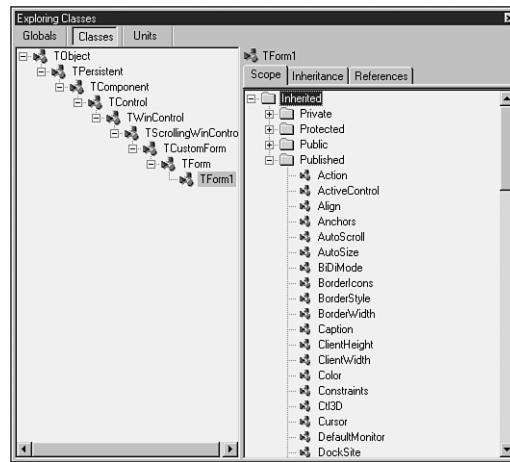 Exploring Classes
Globals Classes Units
TObject
TPersistent
TComponent
TControl
TWinControl
TScrollingWinContro
TCustomForm
TForm
TForm1
TForm1
Scope Inheritance References
Inherited
Private
Protected
Public
Published
Action
ActiveControl
Align
Anchors
AutoScroll
AutoSize
BiDiMode
BorderIcons
BorderStyle
BorderWidth
Caption
ClientHeight
ClientWidth
Color
Constraints
Ctl3D
Cursor
DefaultMonitor
DockSite